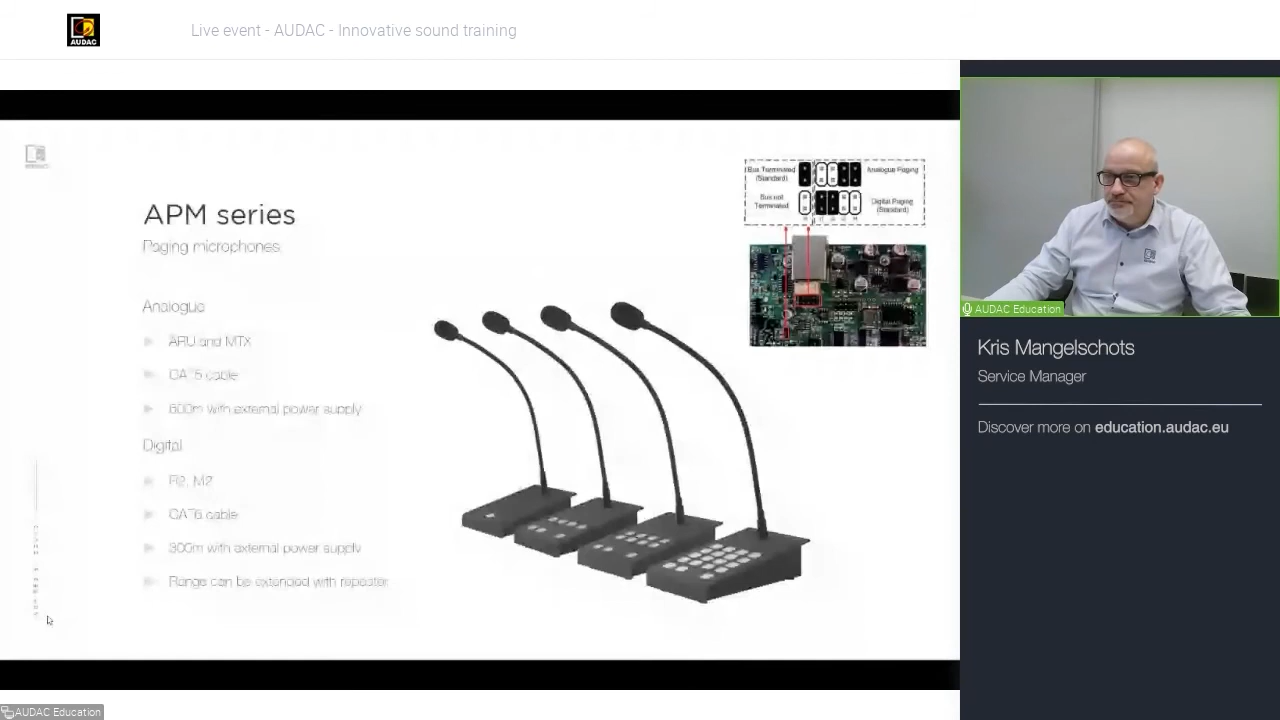 AUDAC
Live event - AUDAC - Innovative sound training
APM series
Paging microphones
Analogue
ARU and MTX
CAT5 cable
600m with external power supply
Digital
R2, M2
CAT6 cable
300m with external power supply
Range can be extended with repeater
Bus Terminated
(Standard)
Analogue Paging
Bus not
Terminated
Digital Paging
(Standard)
AUDAC Education
Kris Mangelschots
Service Manager
Discover more on education.audac.eu
AUDAC Education